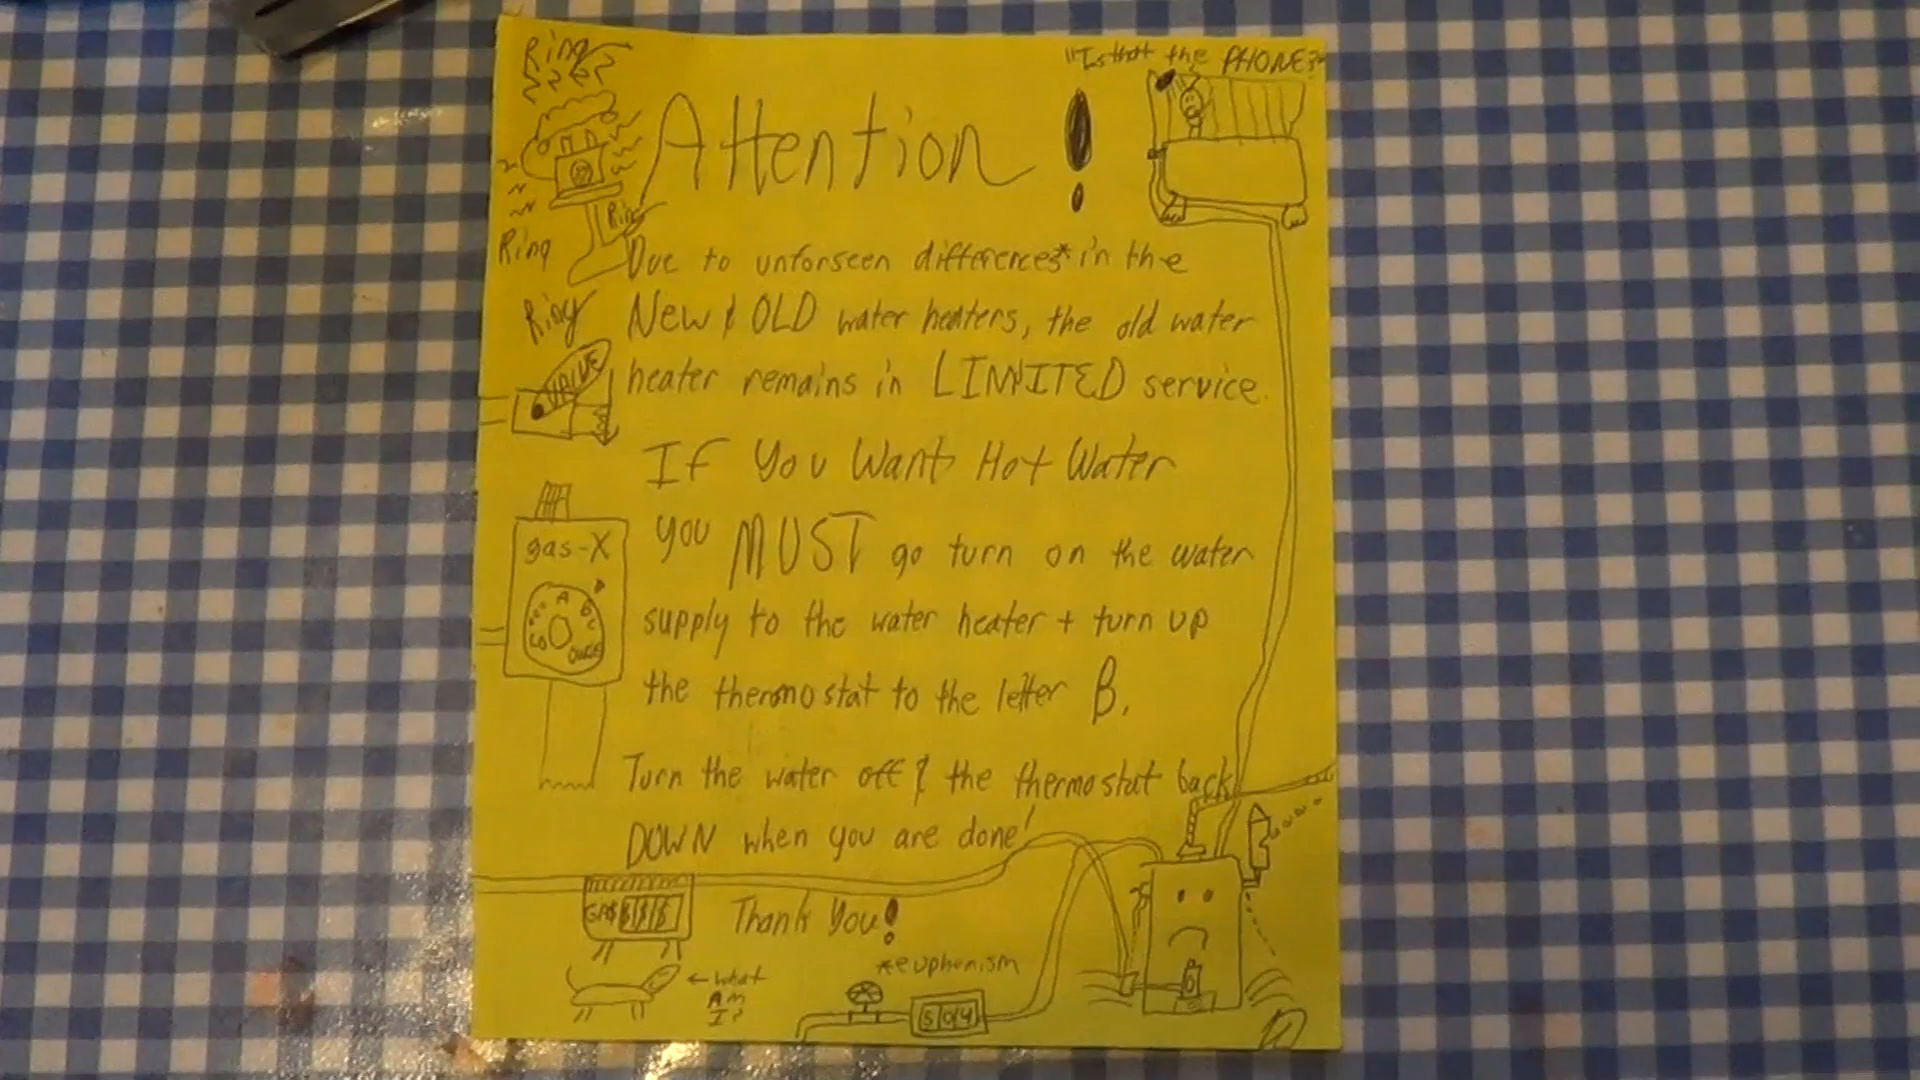 Ring
"Is that the PHONE?"
Attention!
Ring
Ring
Due to unforseen differences* in the
New & OLD water heaters, the old water
Ring
heater remains in LIMITED service.
VALVE
If You Want Hot Water
you MUST go turn on the water
gas-X
A B C
supply to the water heater + turn up
the thermostat to the letter B.
Turn the water off & the thermostat back
DOWN when you are done!
GAS
Thank You!
*euphemism
← What
Am
I?